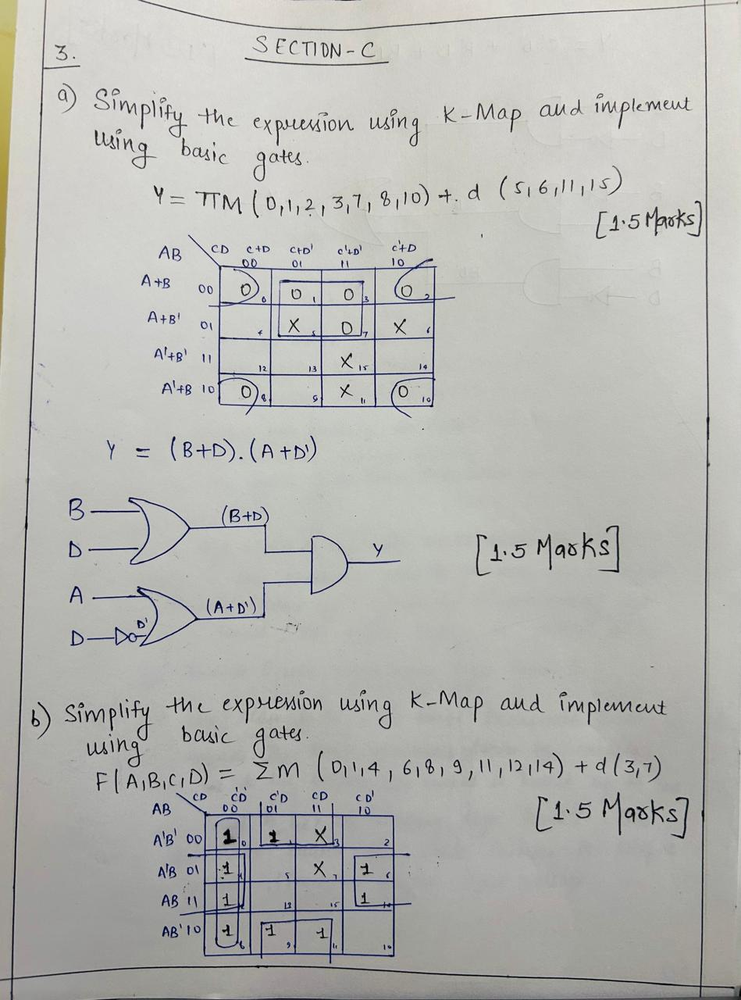 SECTION-C
3.
a) Simplify the expression using K-Map and implement
using basic gates.
Y = πM (0,1,2,3,7,8,10) + d (5,6,11,15)
[1.5 Marks]
AB CD C+D C+D' C'+D' C'+D
00 01 11 10
A+B 00 0 0 0 1 0 3 0 2
A+B' 01 4 X 5 0 7 X 6
A'+B' 11 12 13 X 15 14
A'+B 10 0 8 9 X 11 0 10
Y = (B+D).(A+D')
B
D
(B+D)
Y
[1.5 Marks]
A
D
D'
(A+D')
b) Simplify the expression using K-Map and implement
using basic gates.
F(A,B,C,D) = Σm (0,1,4,6,8,9,11,12,14) + d(3,7)
[1.5 Marks]
AB CD C'D' C'D CD CD'
00 01 11 10
A'B' 00 1 0 1 1 X 3 2
A'B 01 1 4 5 X 7 1 6
AB 11 1 12 13 15 1 14
AB' 10 1 8 1 9 1 11 10